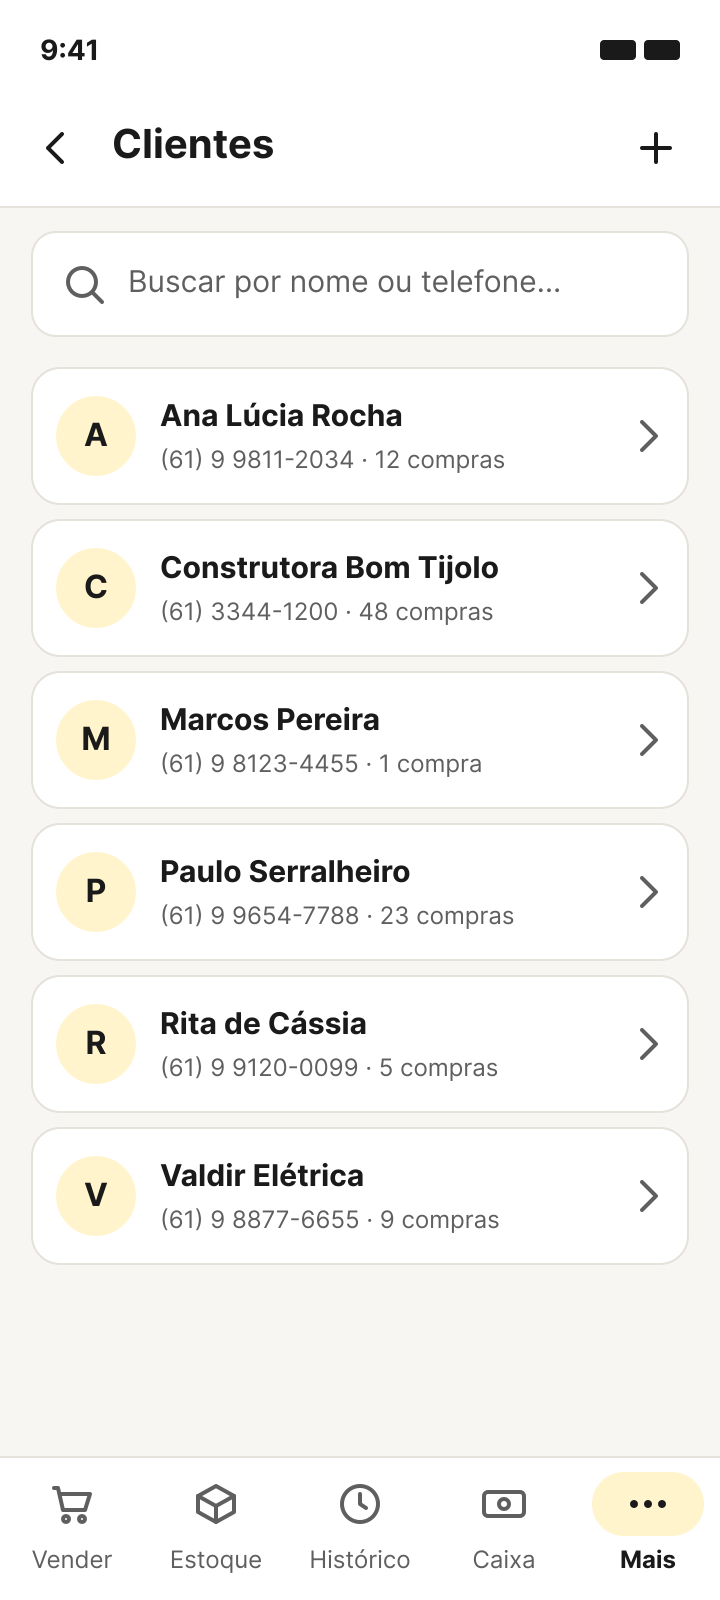 9:41
Clientes
Buscar por nome ou telefone...
A
Ana Lúcia Rocha
(61) 9 9811-2034 · 12 compras
C
Construtora Bom Tijolo
(61) 3344-1200 · 48 compras
M
Marcos Pereira
(61) 9 8123-4455 · 1 compra
P
Paulo Serralheiro
(61) 9 9654-7788 · 23 compras
R
Rita de Cássia
(61) 9 9120-0099 · 5 compras
V
Valdir Elétrica
(61) 9 8877-6655 · 9 compras
Vender Estoque Histórico Caixa Mais